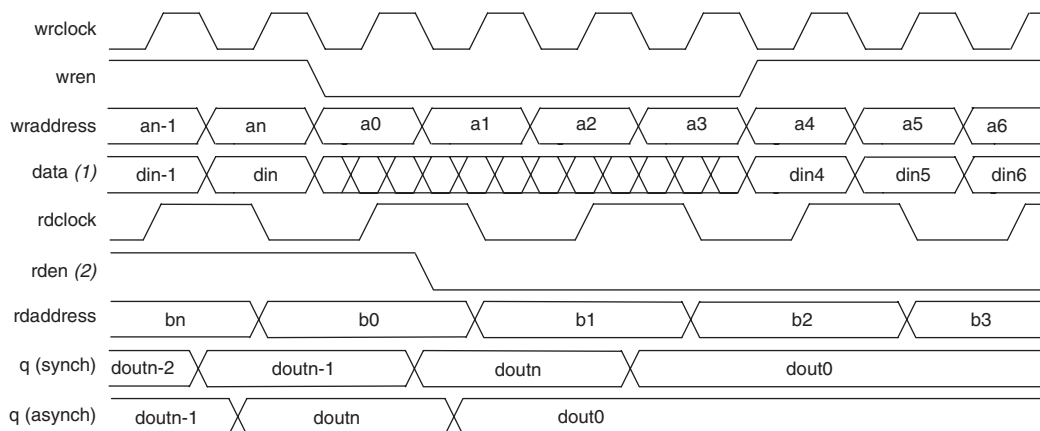 wrclock
wren
wraddress an-1 an a0 a1 a2 a3 a4 a5 a6
data (1) din-1 din din4 din5 din6
rdclock
rden (2)
rdaddress bn b0 b1 b2 b3
q (synch) doutn-2 doutn-1 doutn dout0
q (asynch) doutn-1 doutn dout0